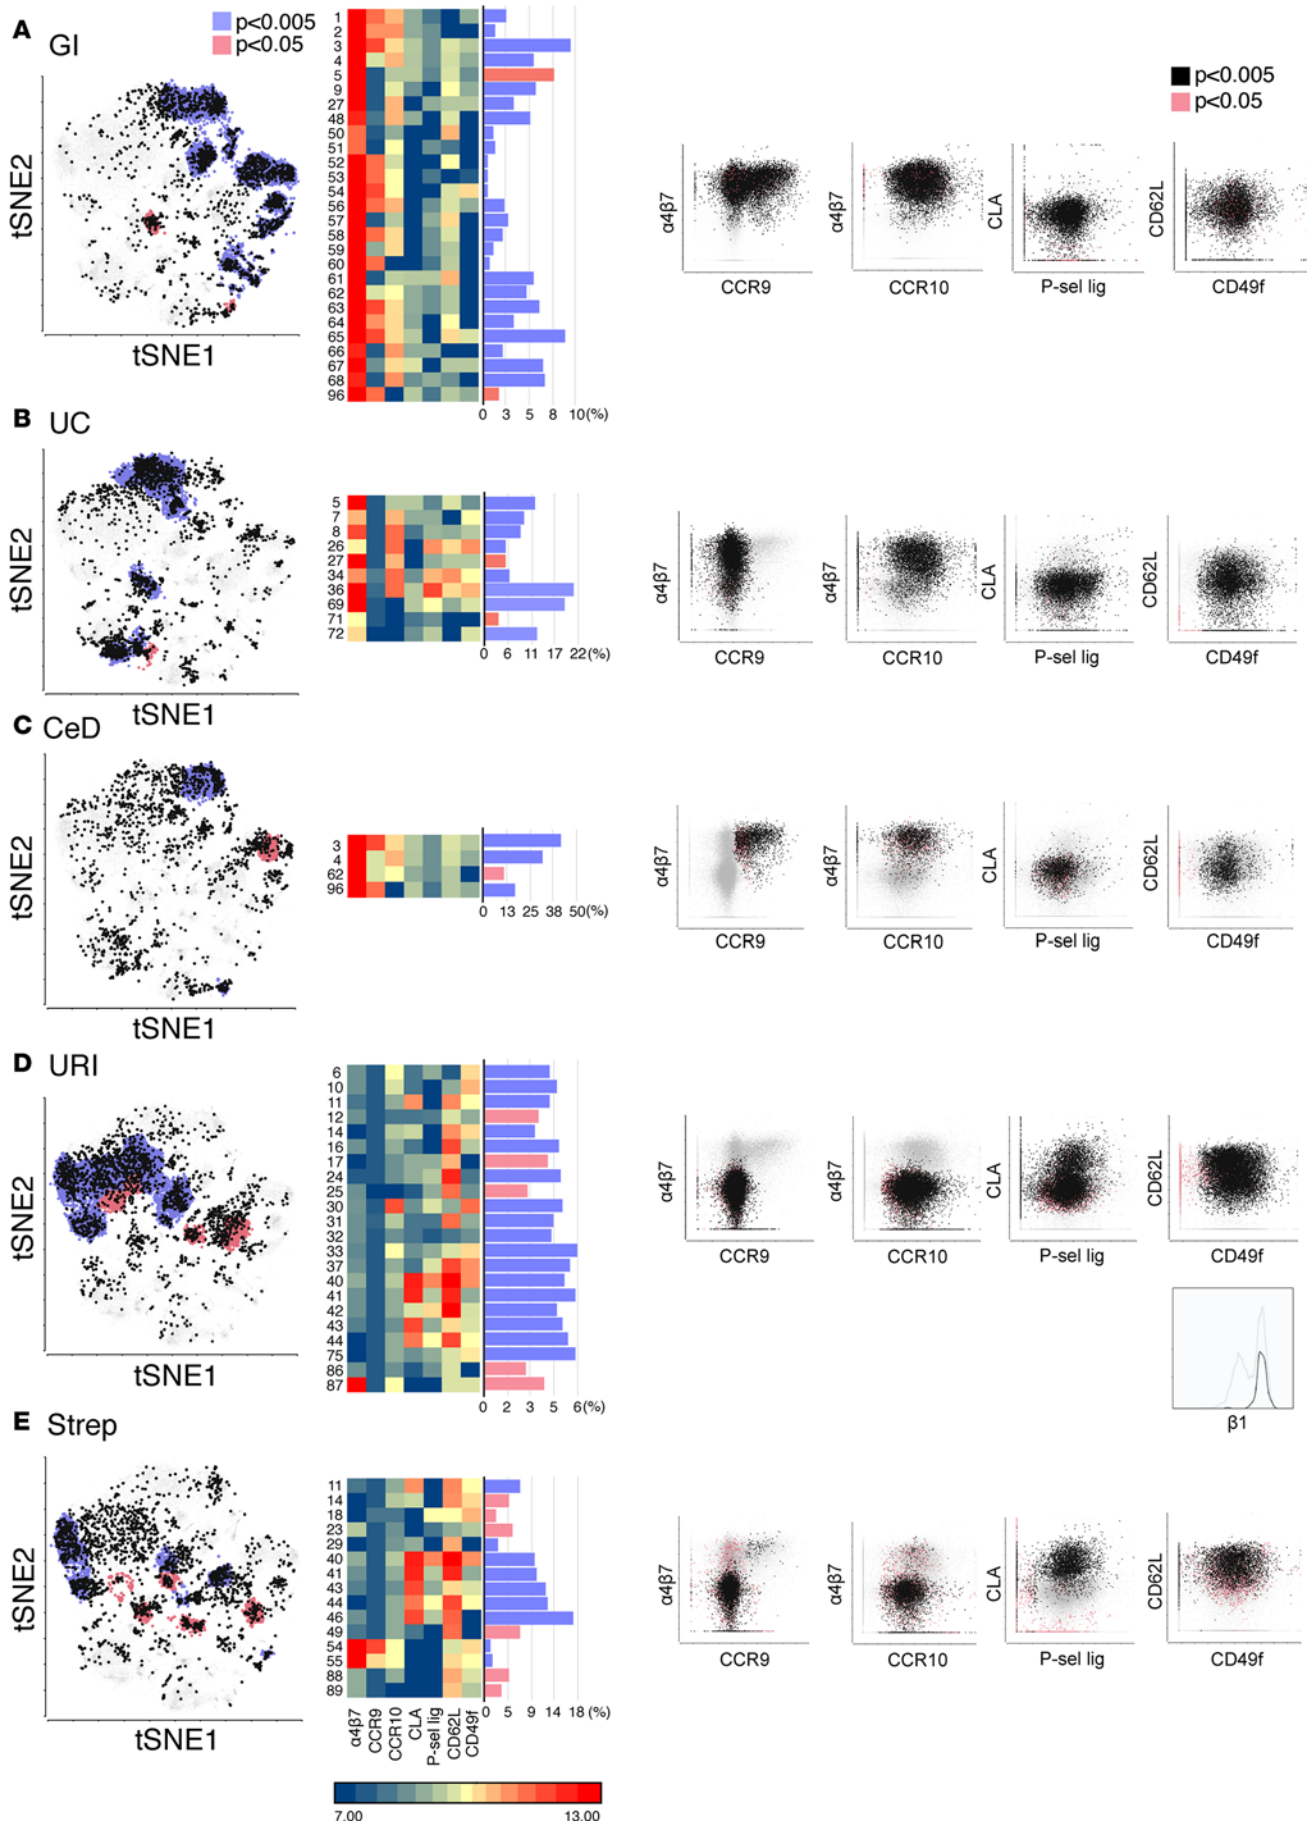 A GI
p<0.005
p<0.05
tSNE2
tSNE1
1
2
3
4
5
9
27
48
50
51
52
53
54
56
57
58
59
60
61
62
63
64
65
66
67
68
96
0 3 5 8 10(%)
p<0.005
p<0.05
α4β7
CCR9
α4β7
CCR10
CLA
P-sel lig
CD62L
CD49f
B UC
tSNE2
tSNE1
5
7
8
26
27
34
36
69
71
72
0 6 11 17 22(%)
α4β7
CCR9
α4β7
CCR10
CLA
P-sel lig
CD62L
CD49f
C CeD
tSNE2
tSNE1
3
4
62
96
0 13 25 38 50(%)
α4β7
CCR9
α4β7
CCR10
CLA
P-sel lig
CD62L
CD49f
D URI
tSNE2
tSNE1
6
10
11
12
14
16
17
24
25
30
31
32
33
37
40
41
42
43
44
75
86
87
0 2 3 5 6(%)
α4β7
CCR9
α4β7
CCR10
CLA
P-sel lig
CD62L
CD49f
β1
E Strep
tSNE2
tSNE1
11
14
18
23
29
40
41
43
44
46
49
54
55
88
89
0 5 9 14 18 (%)
α4β7
CCR9
CCR10
CLA
P-sel lig
CD62L
CD49f
7.00 13.00
α4β7
CCR9
α4β7
CCR10
CLA
P-sel lig
CD62L
CD49f